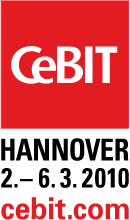 CeBIT
HANNOVER
2.– 6. 3. 2010
cebit.com